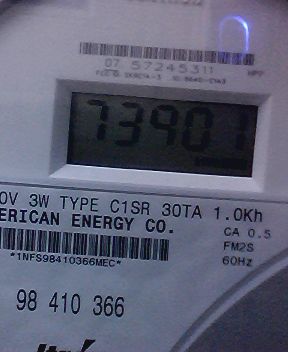 07 57245311
73901
0V 3W TYPE C1SR 30TA 1.0Kh
ERICAN ENERGY CO.
CA 0.5
FM2S
*1NFS98410366MEC*
60Hz
98 410 366